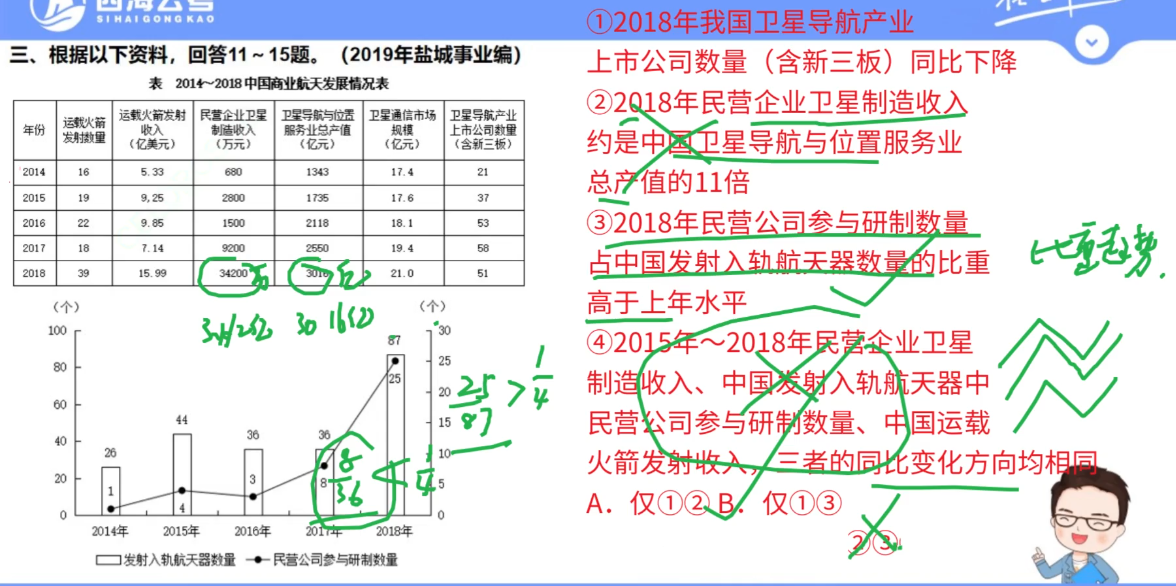 四海公考
SIHAIGONGKAO
三、根据以下资料，回答11～15题。（2019年盐城事业编）
表 2014～2018中国商业航天发展情况表
年份 运载火箭发射数量 运载火箭发射收入（亿美元） 民营企业卫星制造收入（万元） 卫星导航与位置服务业总产值（亿元） 卫星通信市场规模（亿元） 卫星导航产业上市公司数量（含新三板）
2014 16 5.33 680 1343 17.4 21
2015 19 9,25 2800 1735 17.6 37
2016 22 9.85 1500 2118 18.1 53
2017 18 7.14 9200 2550 19.4 58
2018 39 15.99 34200 3016 21.0 51
万 亿
30 16亿
（个） （个）
100 80 60 40 20 0
30 25 20 15 10 5 0
26 44 36 36 87
1 4 3 8 25
8/36 < 1/4
25/87 > 1/4
2014年 2015年 2016年 2017年 2018年
发射入轨航天器数量 民营公司参与研制数量
①2018年我国卫星导航产业
上市公司数量（含新三板）同比下降
②2018年民营企业卫星制造收入
约是中国卫星导航与位置服务业
总产值的11倍
③2018年民营公司参与研制数量
占中国发射入轨航天器数量的比重
高于上年水平
④2015年～2018年民营企业卫星
制造收入、中国发射入轨航天器中
民营公司参与研制数量、中国运载
火箭发射收入，三者的同比变化方向均相同
A．仅①② B．仅①③
②③
比重趋势